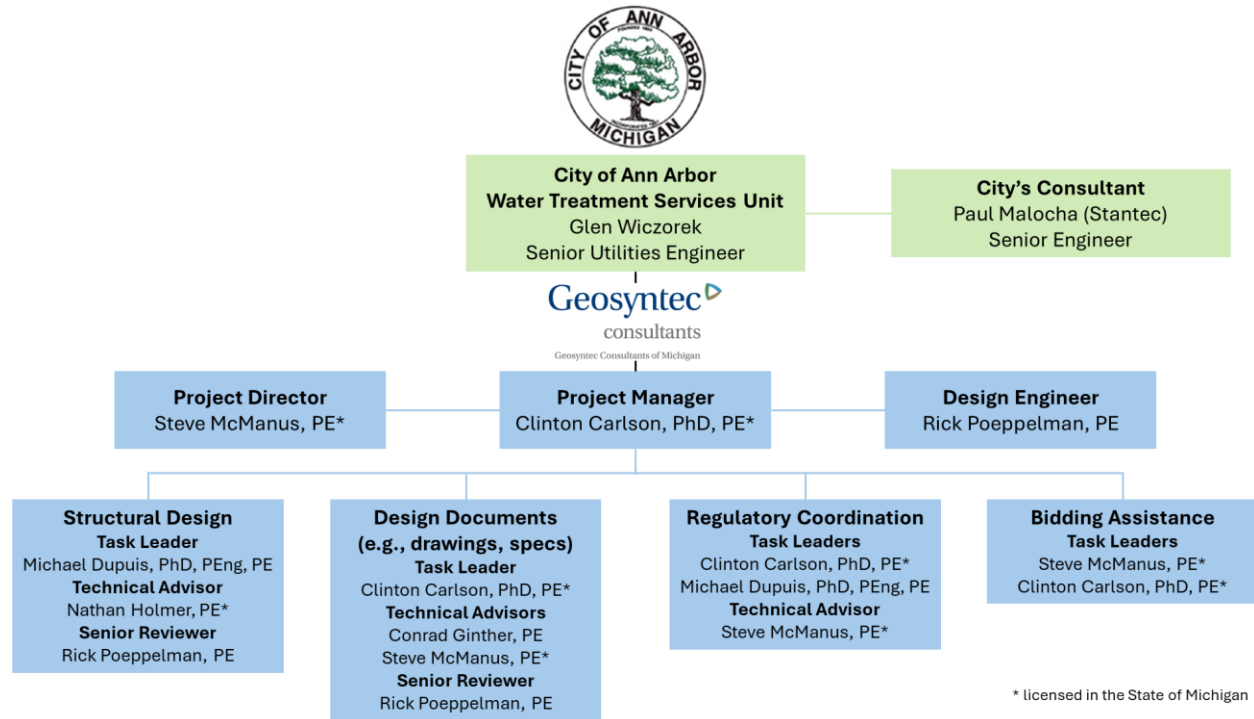 CITY OF ANN ARBOR
FOUNDED 1824
INCORPORATED 1851
MICHIGAN
City of Ann Arbor
Water Treatment Services Unit
Glen Wiczorek
Senior Utilities Engineer
City's Consultant
Paul Malocha (Stantec)
Senior Engineer
Geosyntec
consultants
Geosyntec Consultants of Michigan
Project Director
Steve McManus, PE*
Project Manager
Clinton Carlson, PhD, PE*
Design Engineer
Rick Poeppelman, PE
Structural Design
Task Leader
Michael Dupuis, PhD, PEng, PE
Technical Advisor
Nathan Holmer, PE*
Senior Reviewer
Rick Poeppelman, PE
Design Documents
(e.g., drawings, specs)
Task Leader
Clinton Carlson, PhD, PE*
Technical Advisors
Conrad Ginther, PE
Steve McManus, PE*
Senior Reviewer
Rick Poeppelman, PE
Regulatory Coordination
Task Leaders
Clinton Carlson, PhD, PE*
Michael Dupuis, PhD, PEng, PE
Technical Advisor
Steve McManus, PE*
Bidding Assistance
Task Leaders
Steve McManus, PE*
Clinton Carlson, PhD, PE*
* licensed in the State of Michigan